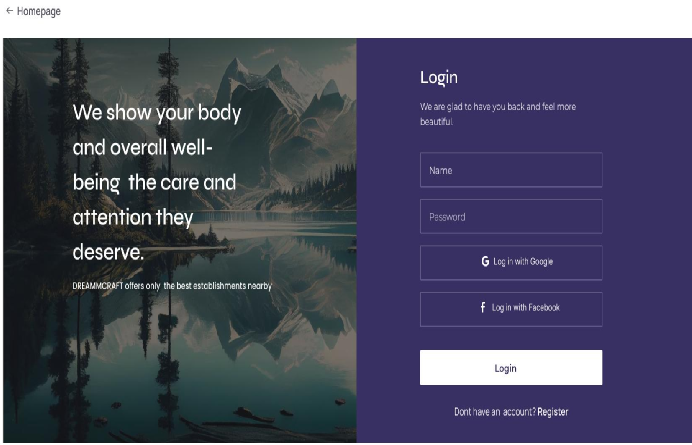 ← Homepage
We show your body
and overall well-
being the care and
attention they
deserve.
DREAMMCRAFT offers only the best establishments nearby
Login
We are glad to have you back and feel more
beautiful
Name
Password
G Log in with Google
f Log in with Facebook
Login
Dont have an account? Register